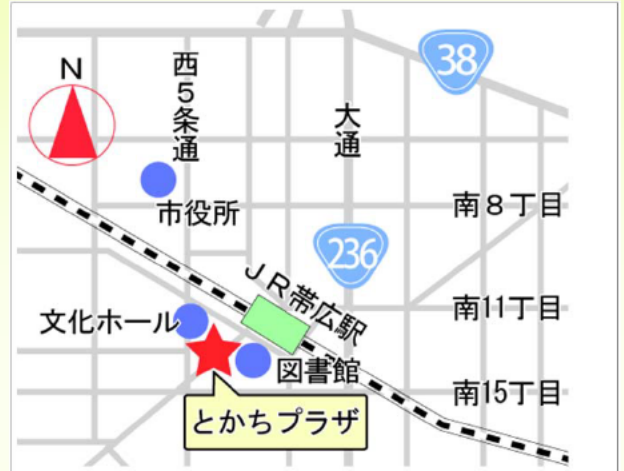 N
西5条通
大通
38
市役所
南8丁目
236
JR帯広駅
南11丁目
文化ホール
図書館
南15丁目
とかちプラザ